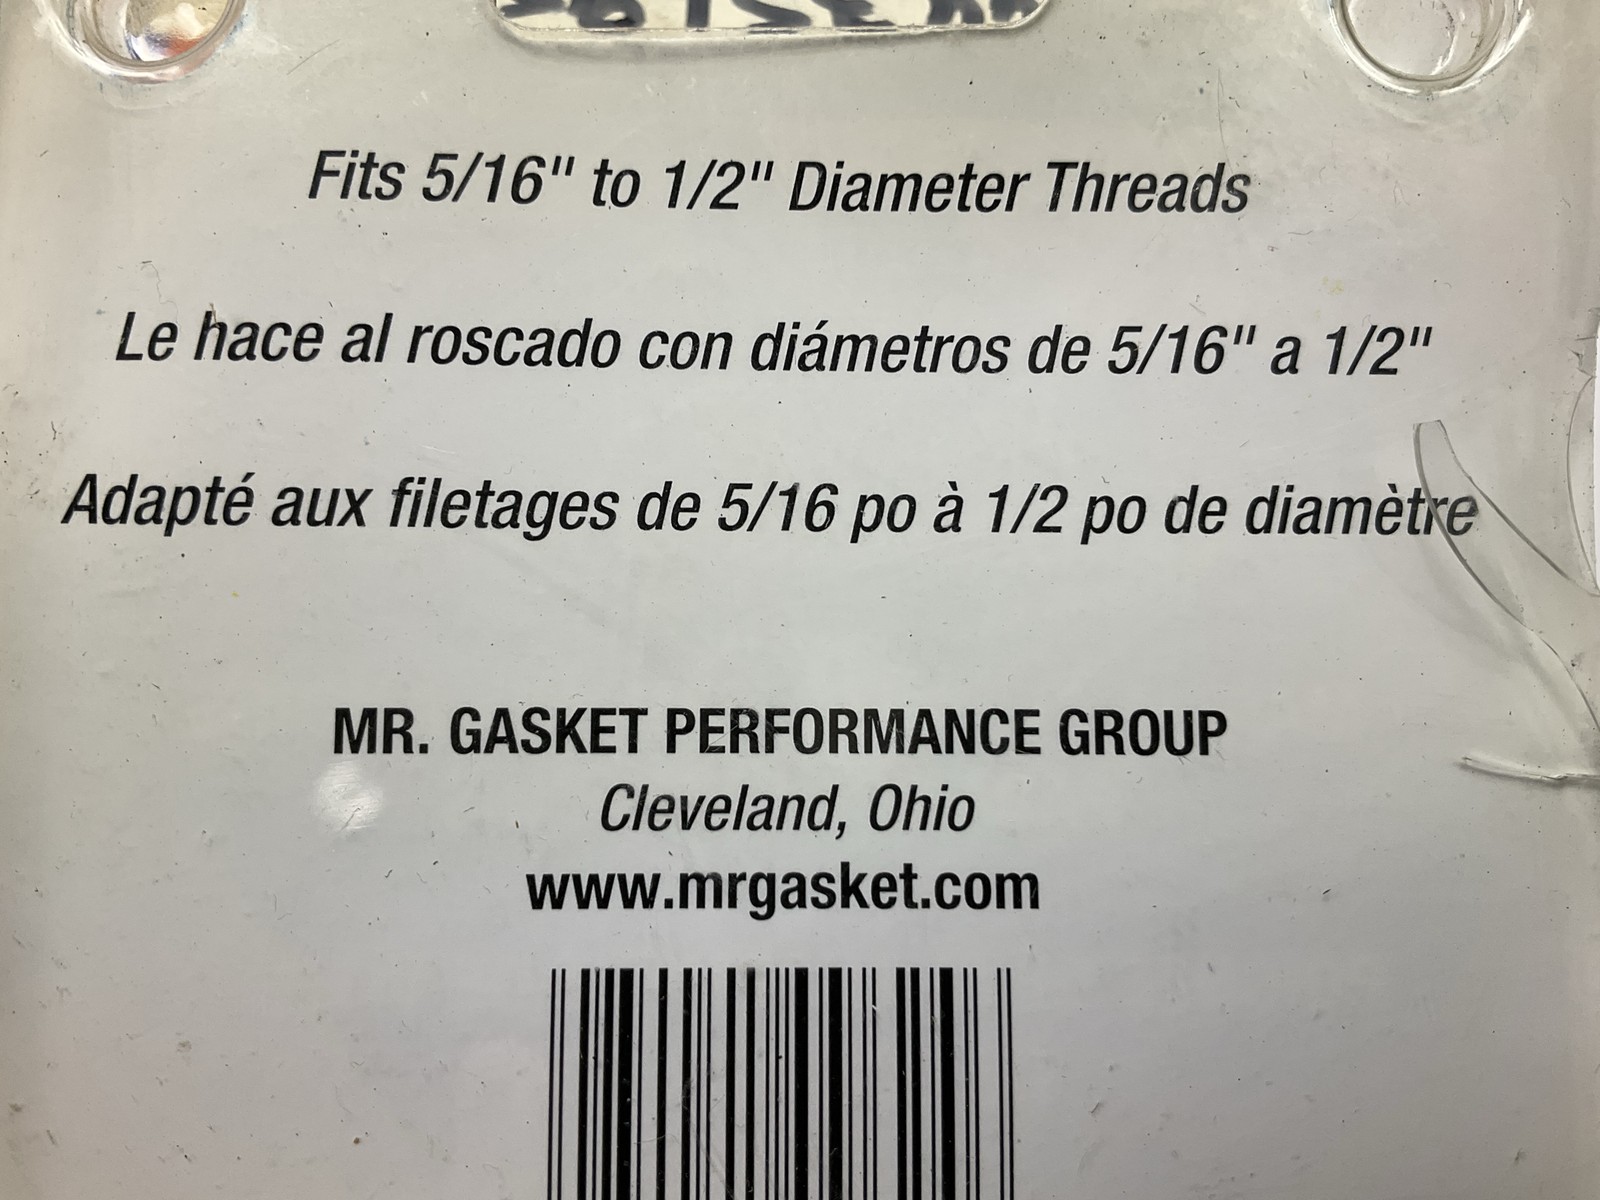 Fits 5/16" to 1/2" Diameter Threads
Le hace al roscado con diámetros de 5/16" a 1/2"
Adapté aux filetages de 5/16 po à 1/2 po de diamètre
MR. GASKET PERFORMANCE GROUP
Cleveland, Ohio
www.mrgasket.com